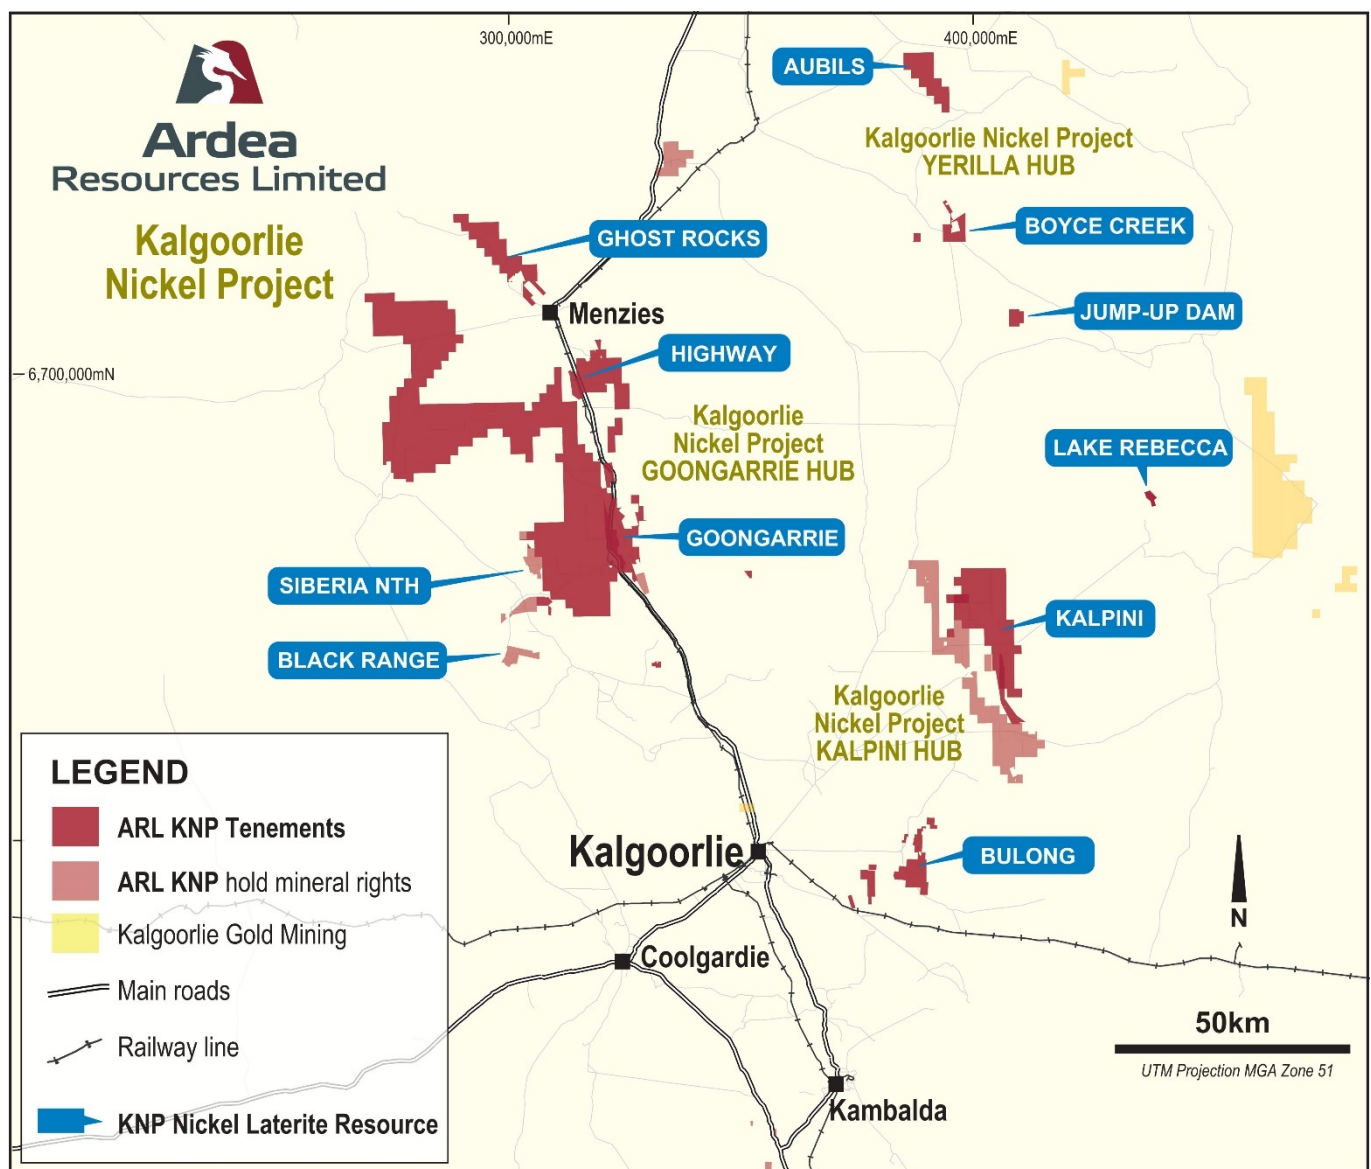 300,000mE
400,000mE
Ardea
Resources Limited
Kalgoorlie
Nickel Project
AUBILS
Kalgoorlie Nickel Project
YERILLA HUB
GHOST ROCKS
BOYCE CREEK
Menzies
JUMP-UP DAM
HIGHWAY
6,700,000mN
Kalgoorlie
Nickel Project
GOONGARRIE HUB
LAKE REBECCA
GOONGARRIE
SIBERIA NTH
KALPINI
BLACK RANGE
Kalgoorlie
Nickel Project
KALPINI HUB
Kalgoorlie
BULONG
Coolgardie
Kambalda
LEGEND
ARL KNP Tenements
ARL KNP hold mineral rights
Kalgoorlie Gold Mining
Main roads
Railway line
KNP Nickel Laterite Resource
N
50km
UTM Projection MGA Zone 51